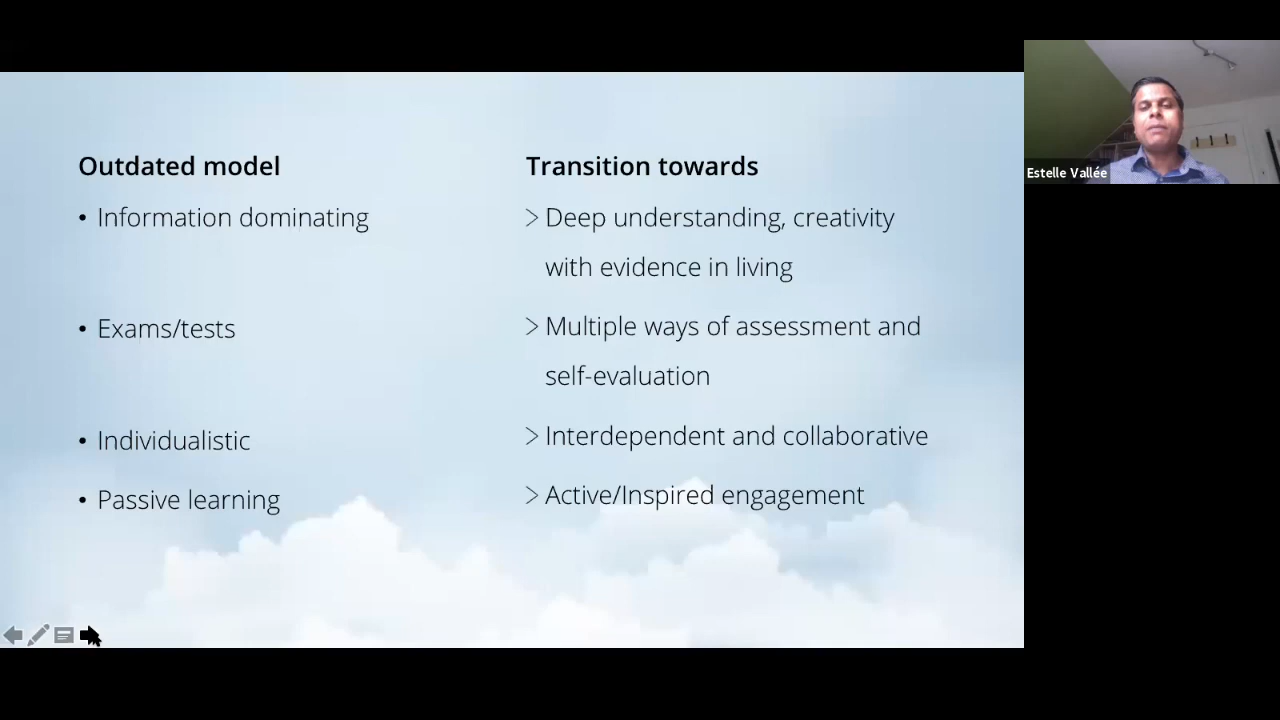 Outdated model
• Information dominating
• Exams/tests
• Individualistic
• Passive learning
Transition towards
> Deep understanding, creativity
with evidence in living
> Multiple ways of assessment and
self-evaluation
> Interdependent and collaborative
> Active/Inspired engagement
Estelle Vallée